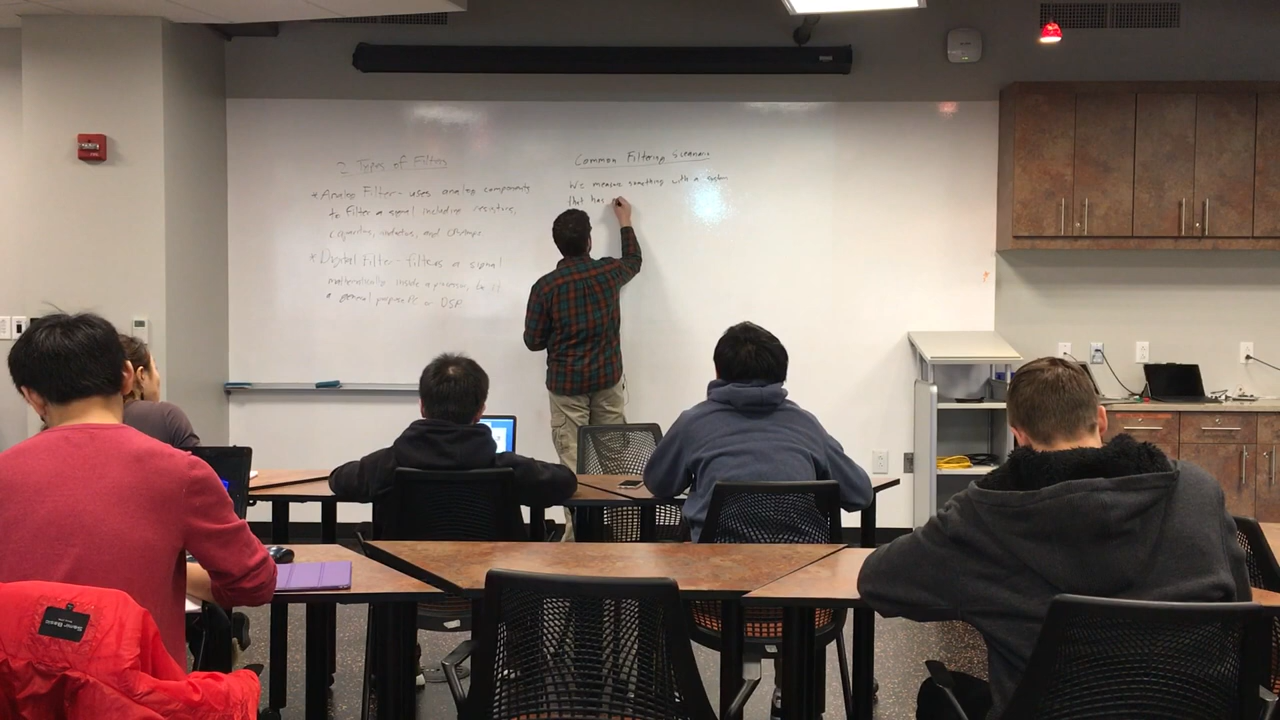 2 Types of Filters
* Analog Filter - uses analog components
to filter a signal including resistors,
capacitors, inductors, and OP Amps.
* Digital Filter - filters a signal
mathematically inside a processor, be it
a general purpose PC or DSP.
Common Filtering Scenario
We measure something with a system
that has